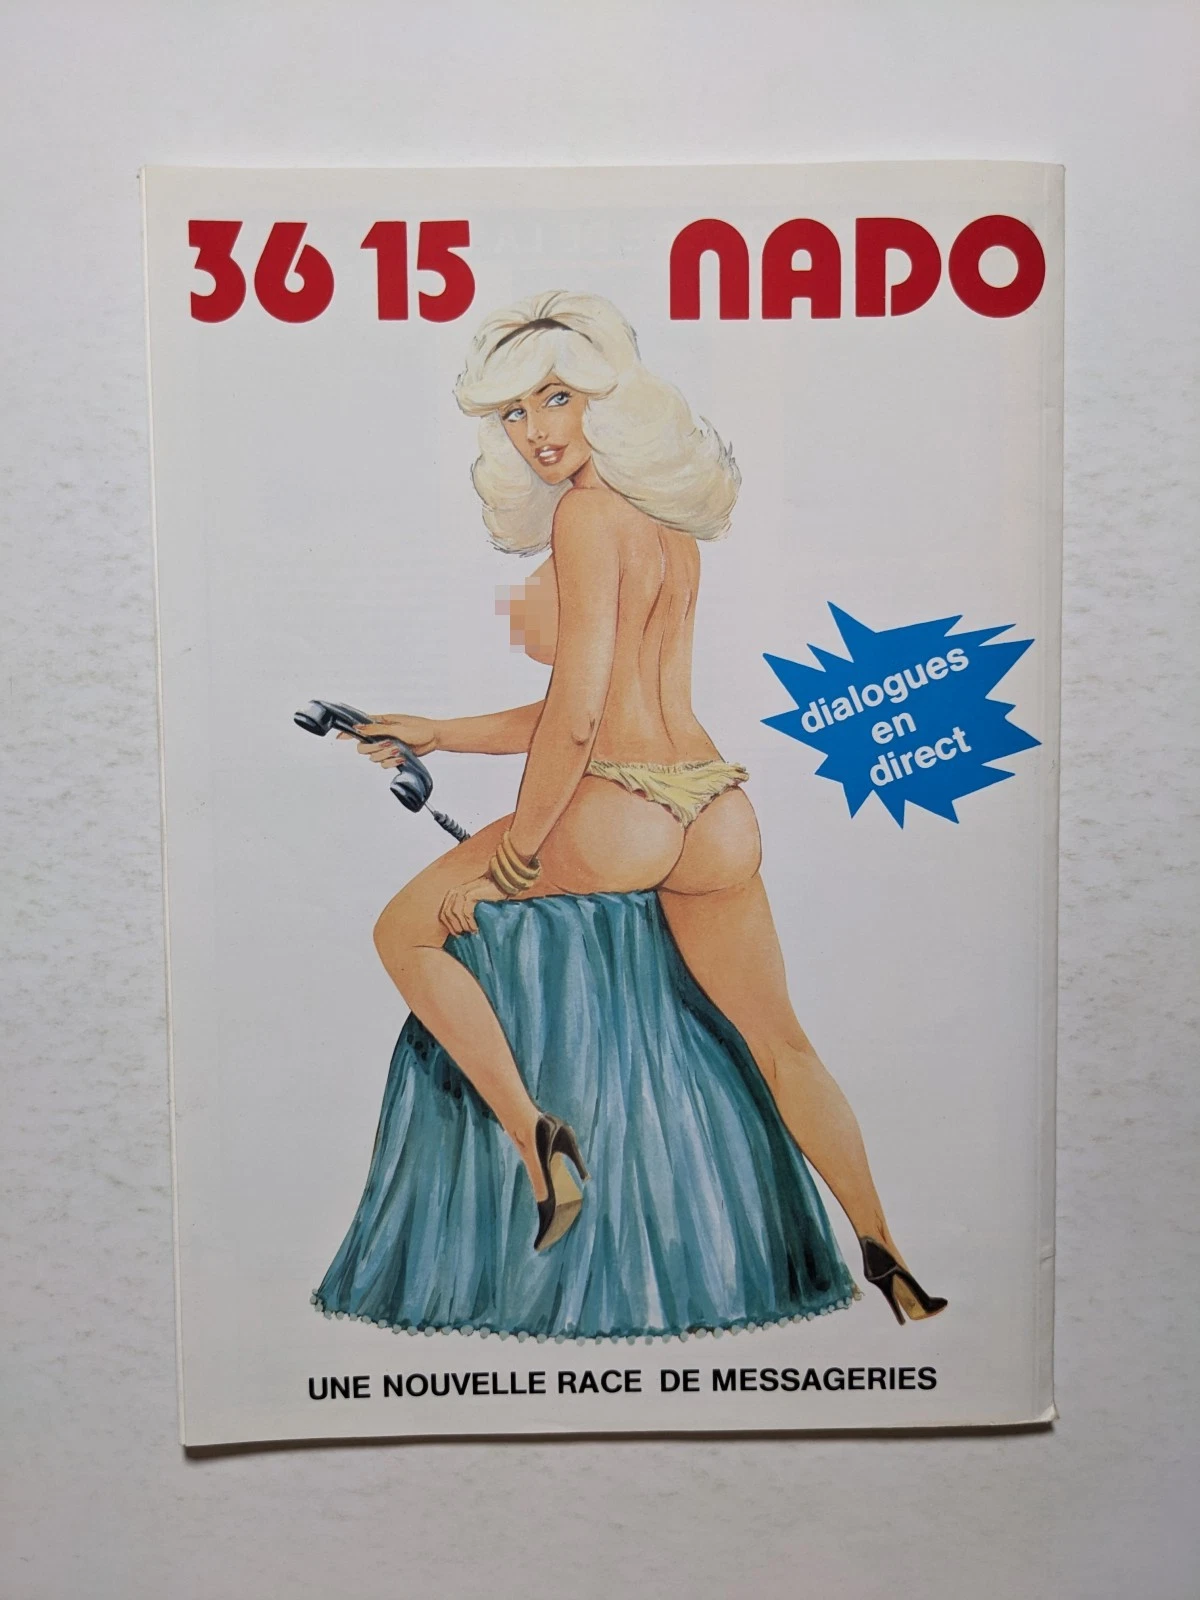 36 15 NADO
dialogues
en
direct
UNE NOUVELLE RACE DE MESSAGERIES